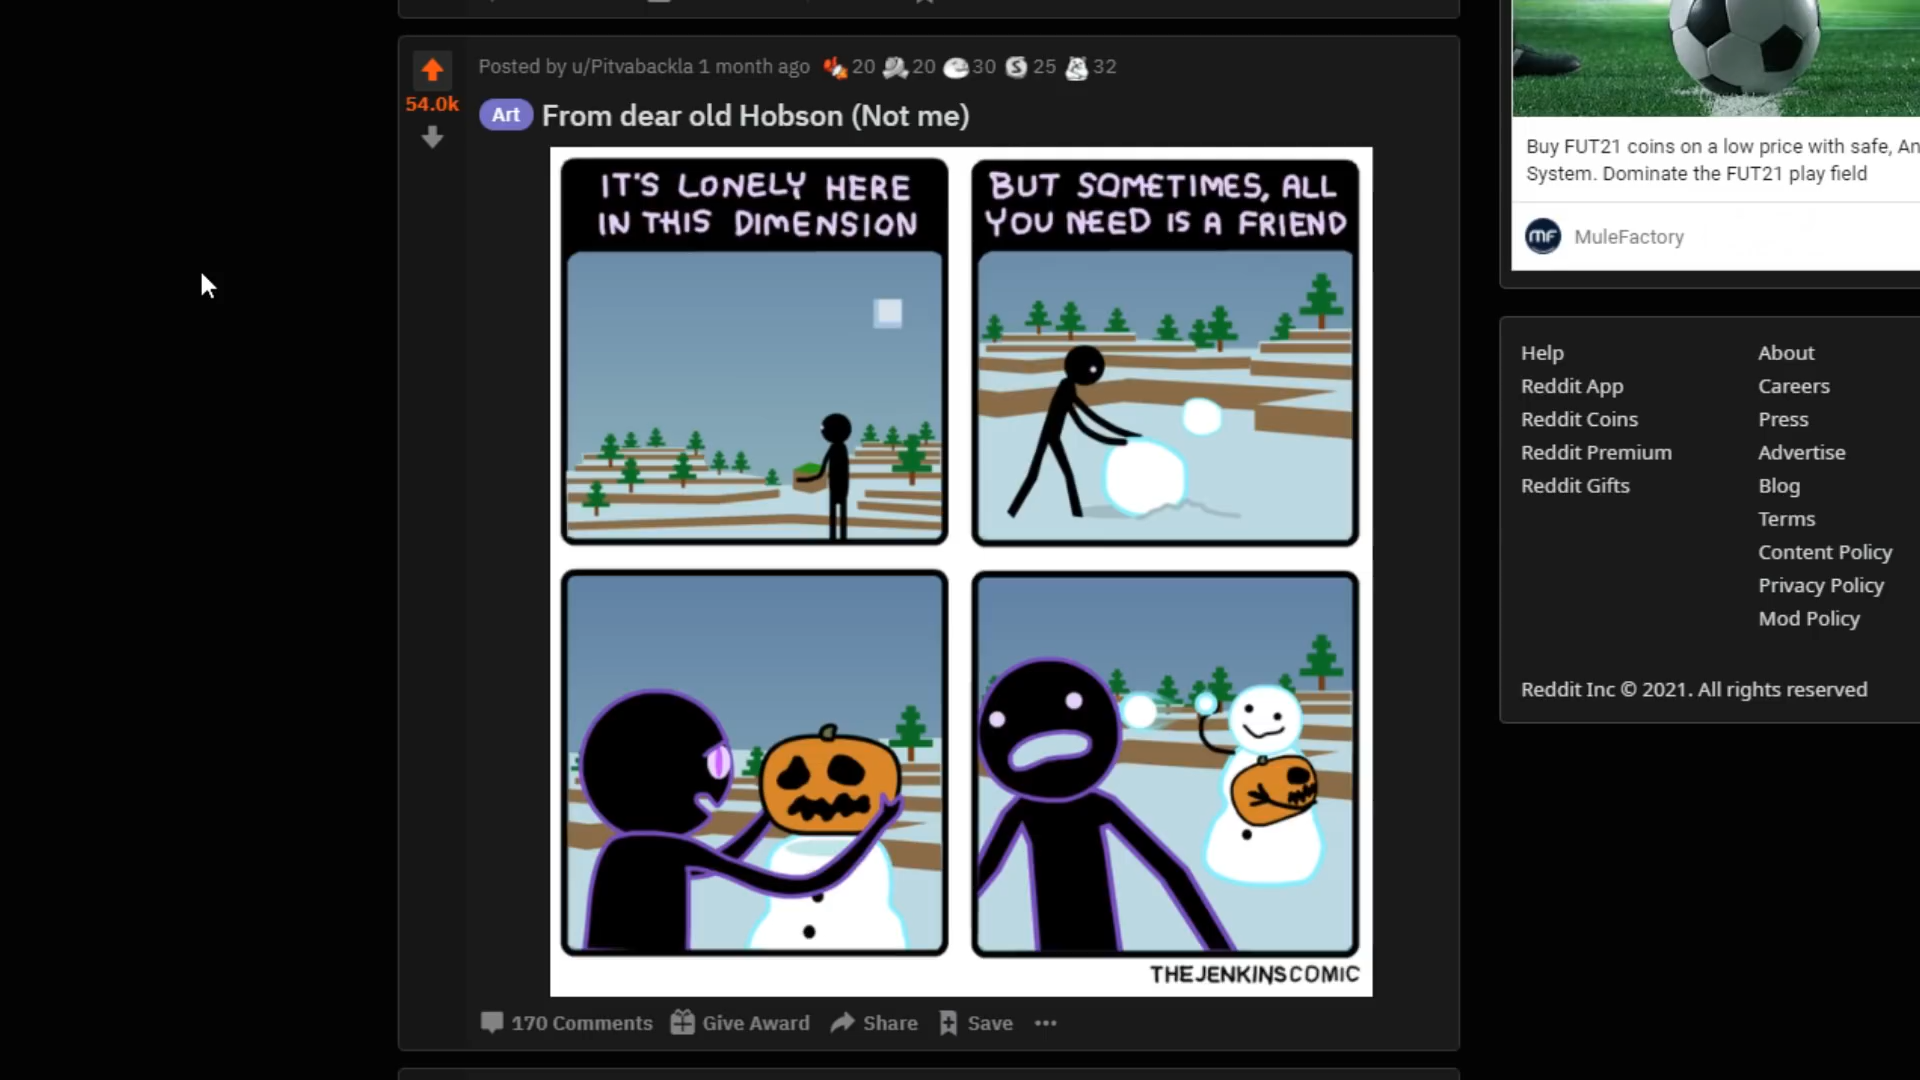 Posted by u/Pitvabackla 1 month ago 20 20 30 S 25 32
54.0k
Art From dear old Hobson (Not me)
IT'S LONELY HERE
IN THIS DIMENSION
BUT SOMETIMES, ALL
YOU NEED IS A FRIEND
THEJENKINSCOMIC
170 Comments Give Award Share Save
Buy FUT21 coins on a low price with safe, An
System. Dominate the FUT21 play field
MF MuleFactory
Help About
Reddit App Careers
Reddit Coins Press
Reddit Premium Advertise
Reddit Gifts Blog
Terms
Content Policy
Privacy Policy
Mod Policy
Reddit Inc © 2021. All rights reserved